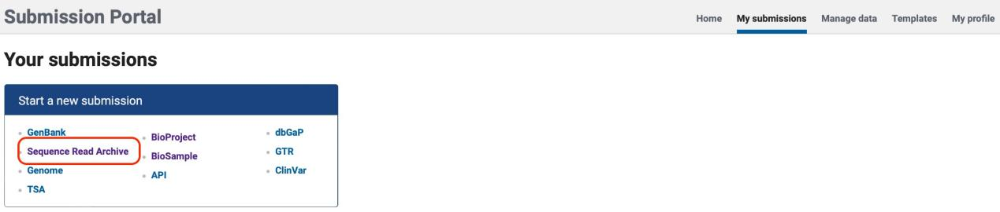 Submission Portal
Home My submissions Manage data Templates My profile
Your submissions
Start a new submission
GenBank
Sequence Read Archive
Genome
TSA
BioProject
BioSample
API
dbGaP
GTR
ClinVar